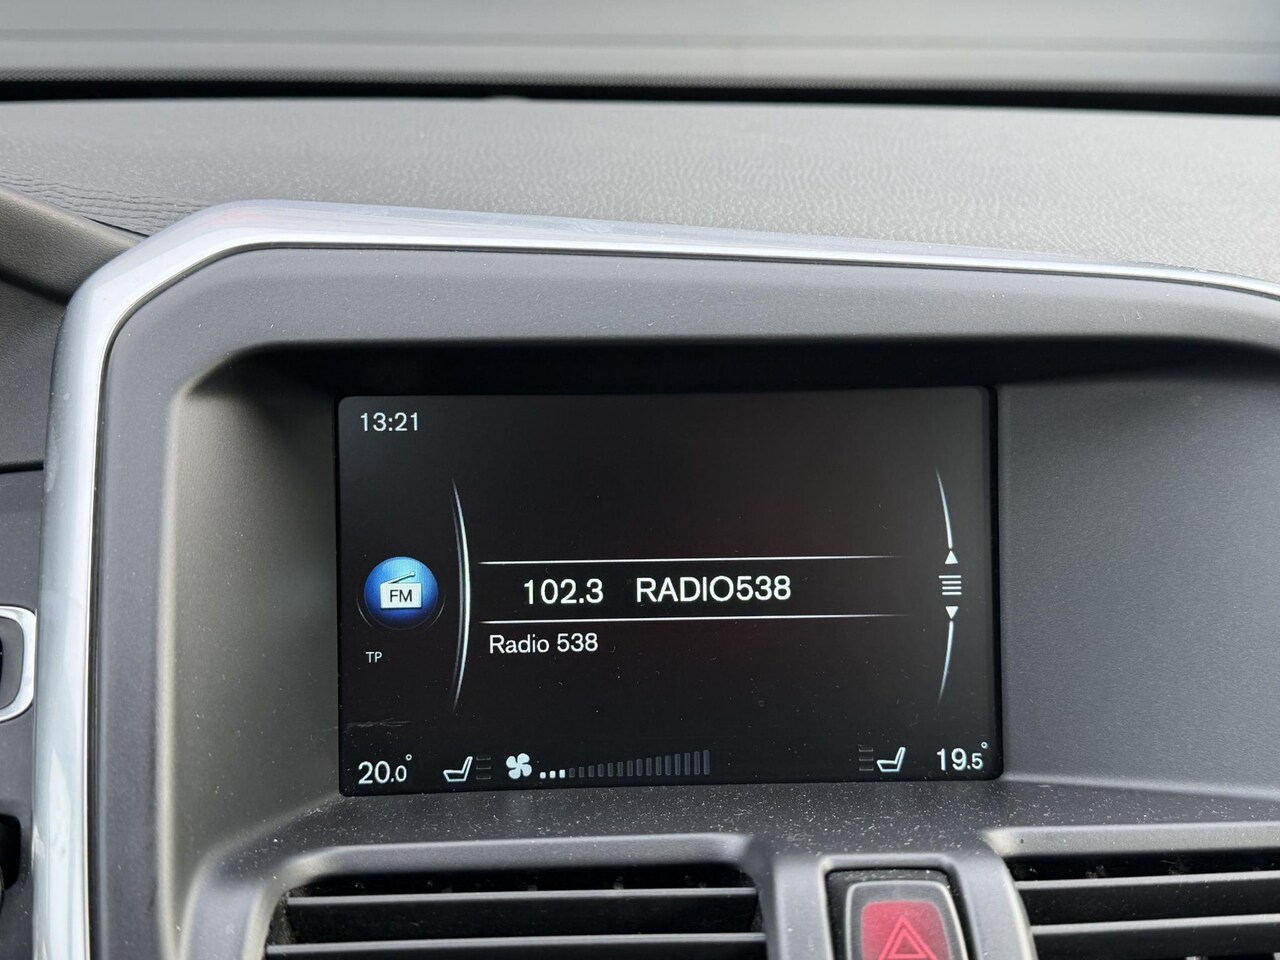 13:21
FM
102.3 RADIO538
TP
Radio 538
20.0° 19.5°